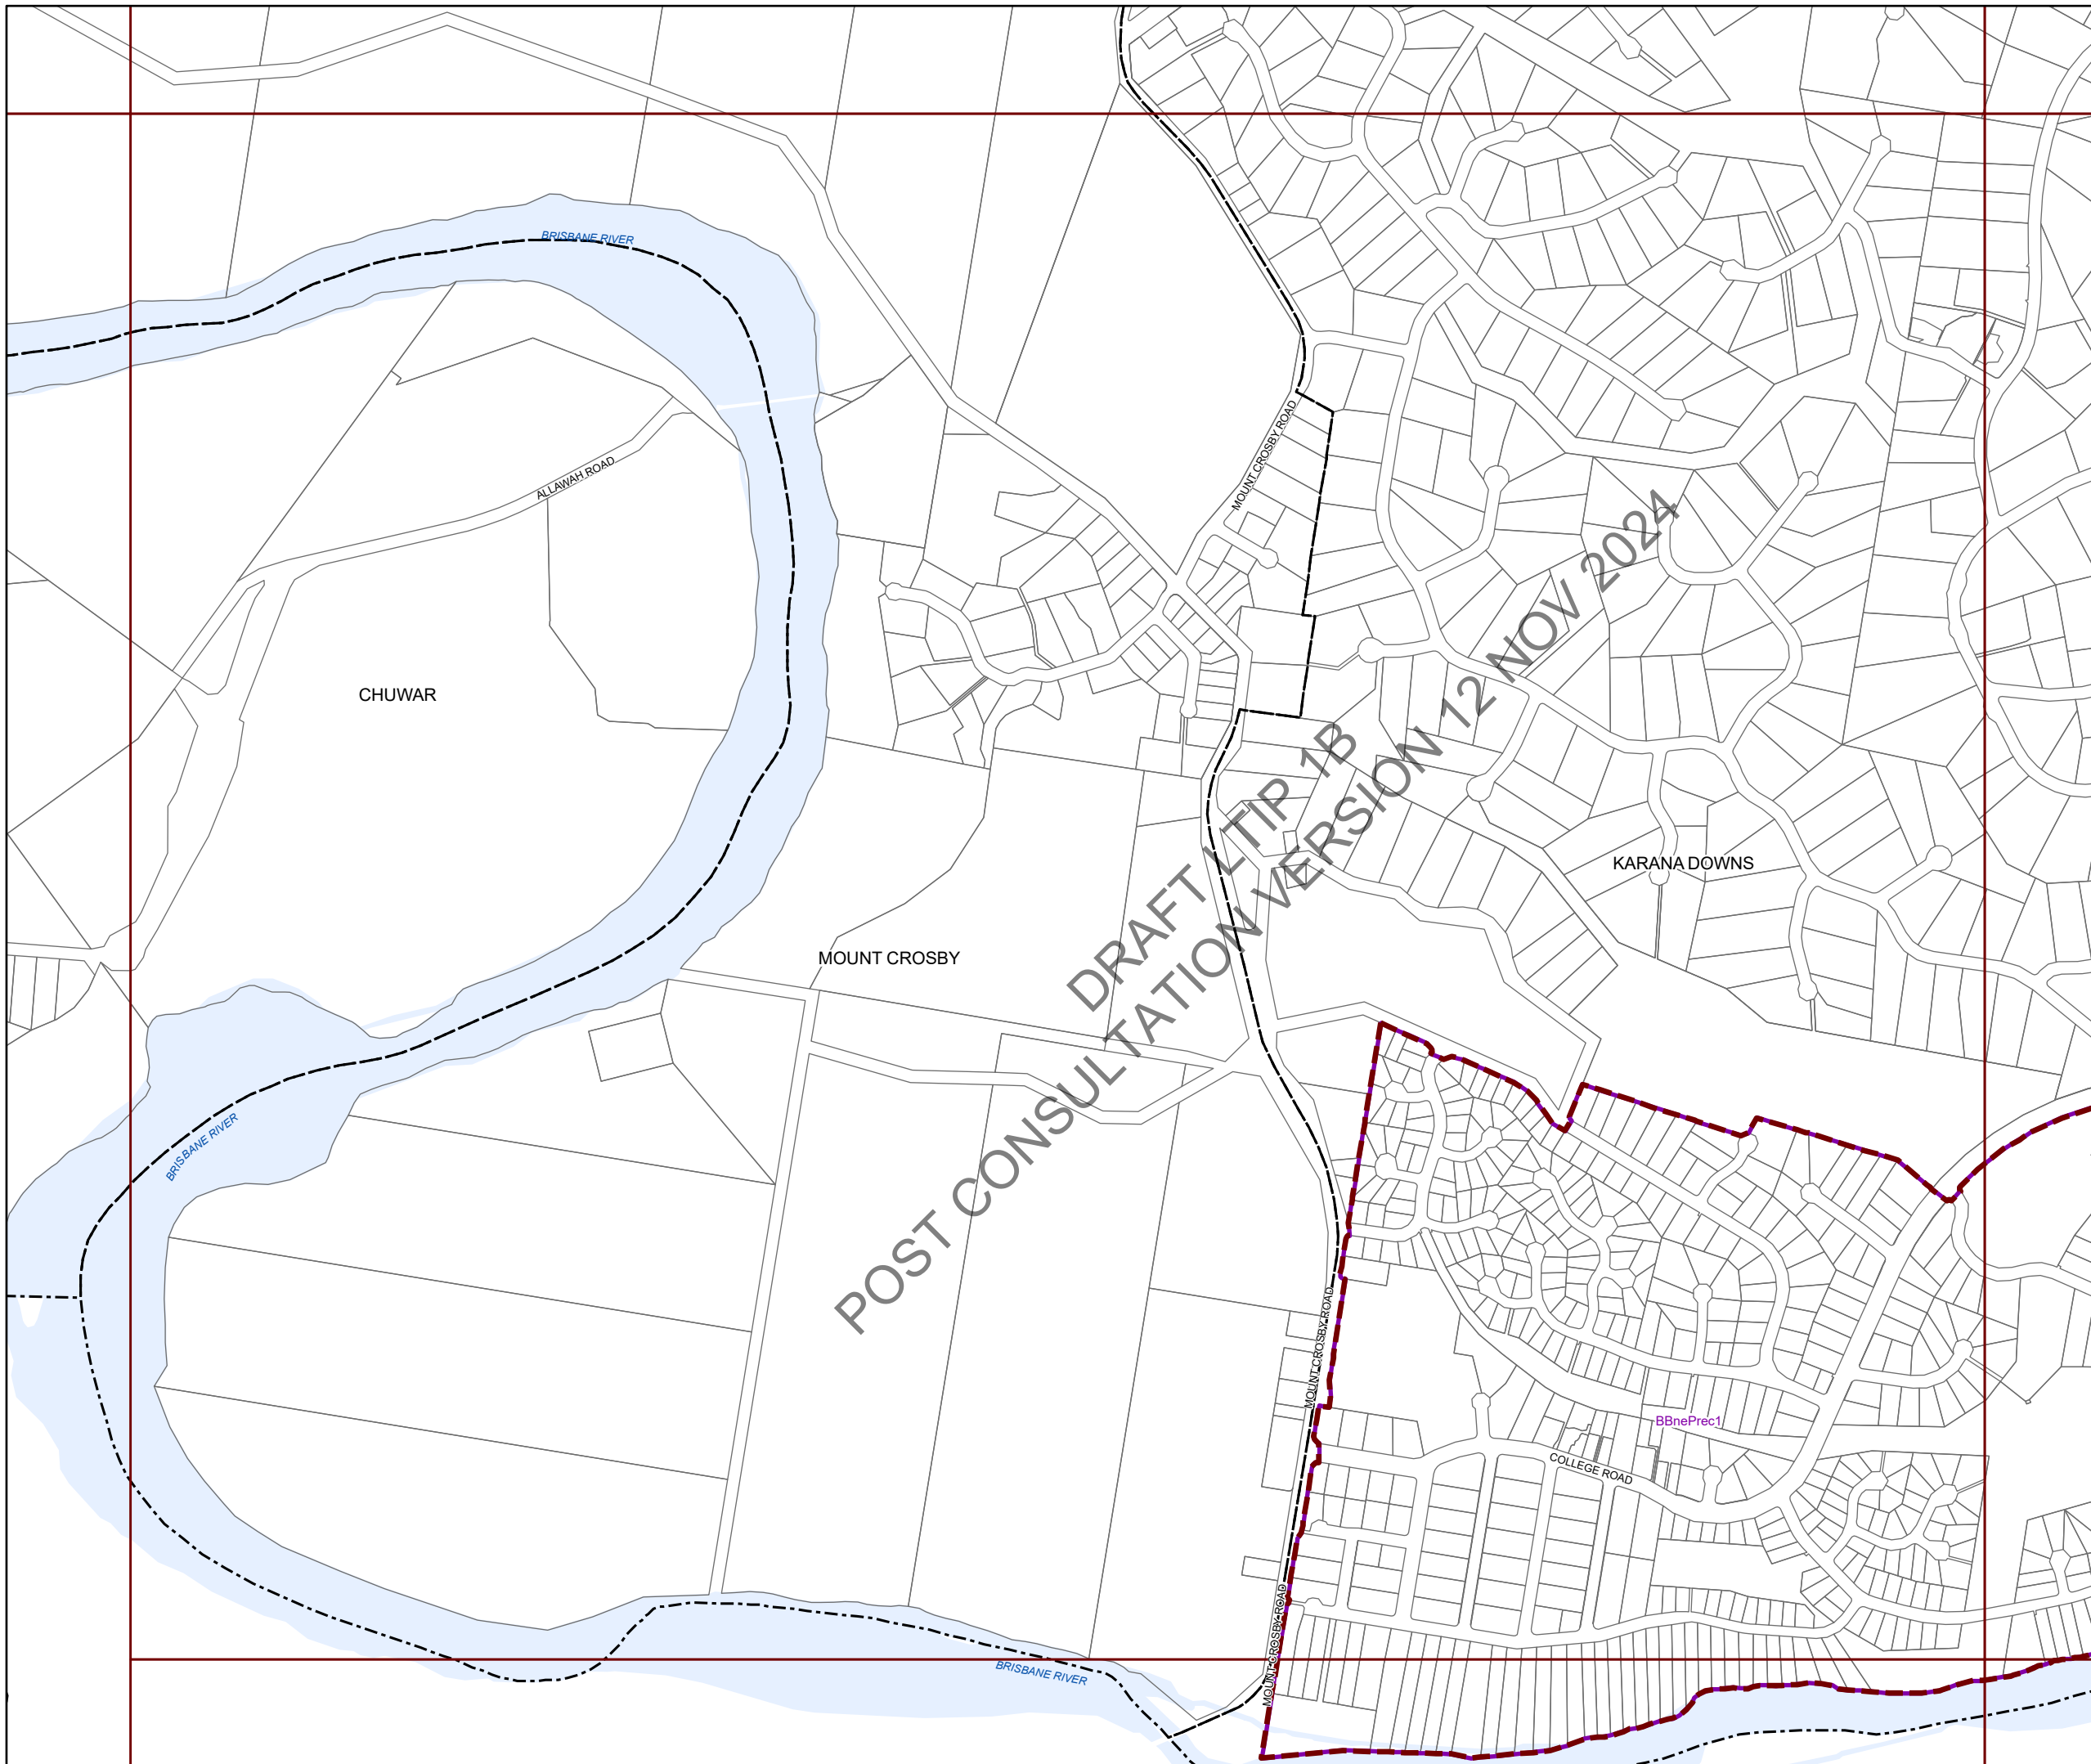 BRISBANE RIVER
MOUNT CROSBY ROAD
ALLAWAH ROAD
CHUWAR
KARANA DOWNS
MOUNT CROSBY
DRAFT LTIP 1B
POST CONSULTATION VERSION 12 NOV 2024
BRISBANE RIVER
MOUNT CROSBY ROAD
BBnePrec1
COLLEGE ROAD
MOUNT CROSBY ROAD
BRISBANE RIVER